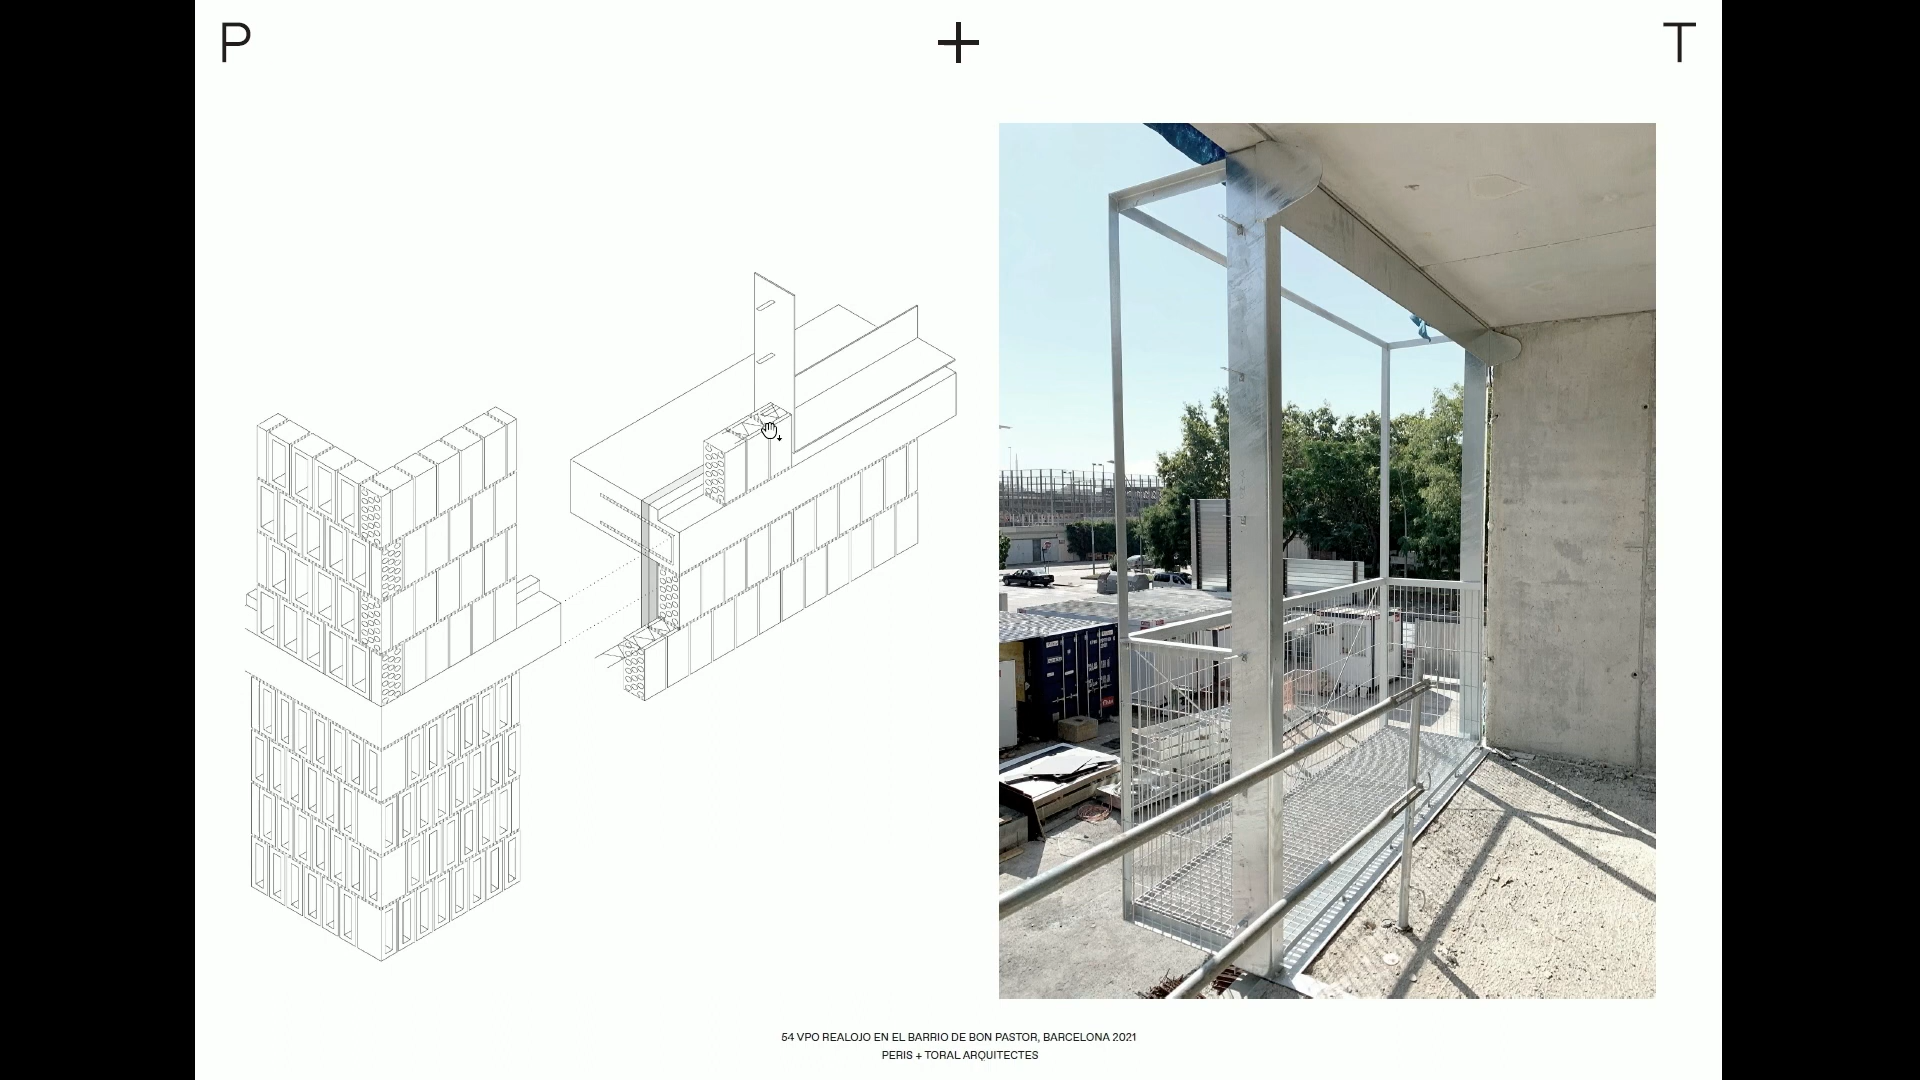 P + T
54 VPO REALOJO EN EL BARRIO DE BON PASTOR, BARCELONA 2021
PERIS + TORAL ARQUITECTES